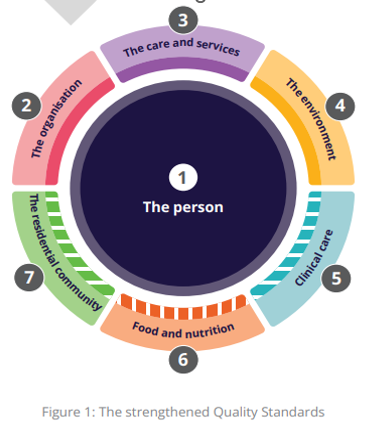 3
The care and services
2
The organisation
4
The environment
1
The person
The residential community
7
Clinical care
5
Food and nutrition
6
Figure 1: The strengthened Quality Standards